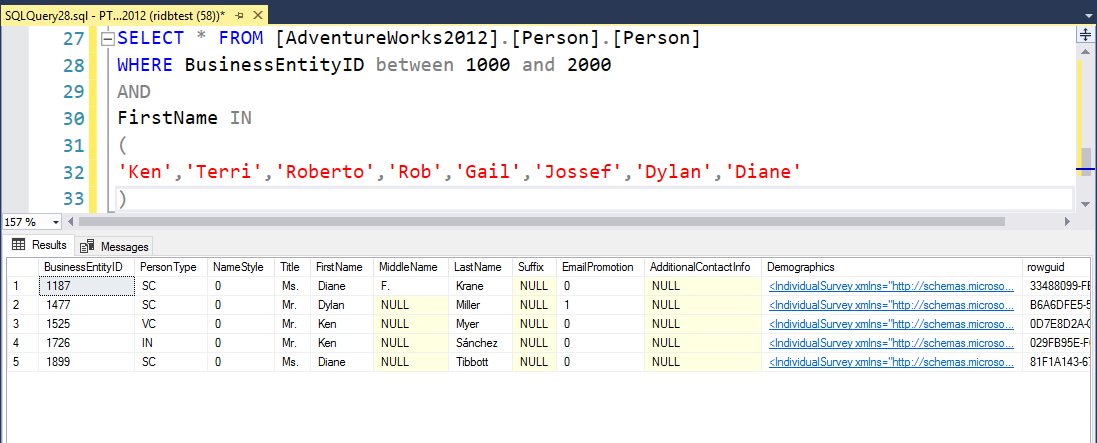 SQLQuery28.sql - PT...2012 (ridbtest (58))*
27 SELECT * FROM [AdventureWorks2012].[Person].[Person]
28 WHERE BusinessEntityID between 1000 and 2000
29 AND
30 FirstName IN
31 (
32 'Ken','Terri','Roberto','Rob','Gail','Jossef','Dylan','Diane'
33 )
157 %
Results Messages
BusinessEntityID PersonType NameStyle Title FirstName MiddleName LastName Suffix EmailPromotion AdditionalContactInfo Demographics rowguid
1 1187 SC 0 Ms. Diane F. Krane NULL 0 NULL <IndividualSurvey xmlns="http://schemas.microso... 33488099-FE
2 1477 SC 0 Mr. Dylan NULL Miller NULL 1 NULL <IndividualSurvey xmlns="http://schemas.microso... B6A6DFE5-5
3 1525 VC 0 Mr. Ken NULL Myer NULL 0 NULL <IndividualSurvey xmlns="http://schemas.microso... 0D7E8D2A-
4 1726 IN 0 Mr. Ken NULL Sánchez NULL 0 NULL <IndividualSurvey xmlns="http://schemas.microso... 029FB95E-F
5 1899 SC 0 Ms. Diane NULL Tibbott NULL 0 NULL <IndividualSurvey xmlns="http://schemas.microso... 81F1A143-67